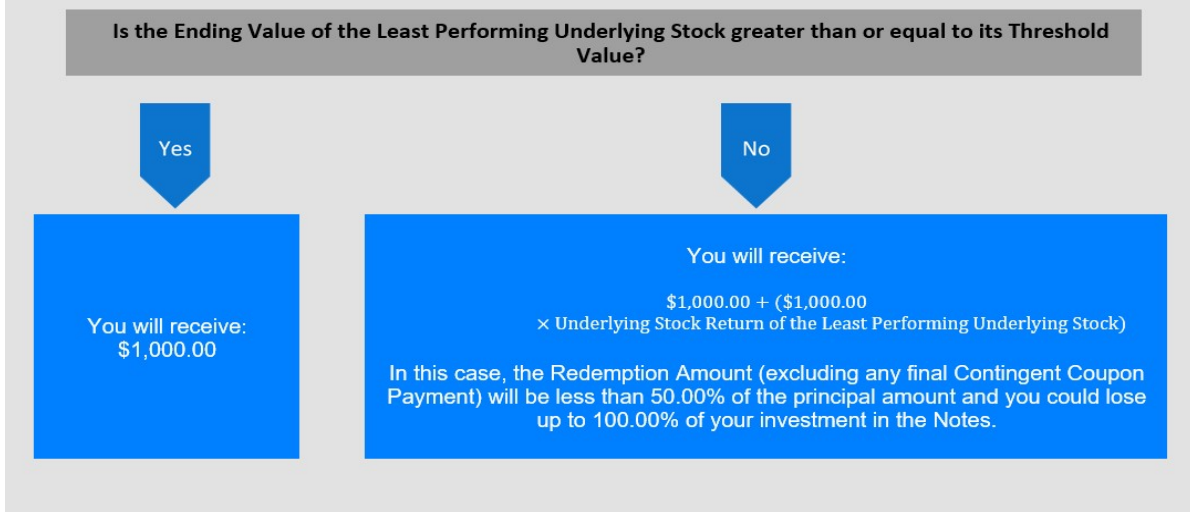 Is the Ending Value of the Least Performing Underlying Stock greater than or equal to its Threshold
Value?
Yes
No
You will receive:
$1,000.00
You will receive:
$1,000.00 + ($1,000.00
× Underlying Stock Return of the Least Performing Underlying Stock)
In this case, the Redemption Amount (excluding any final Contingent Coupon
Payment) will be less than 50.00% of the principal amount and you could lose
up to 100.00% of your investment in the Notes.